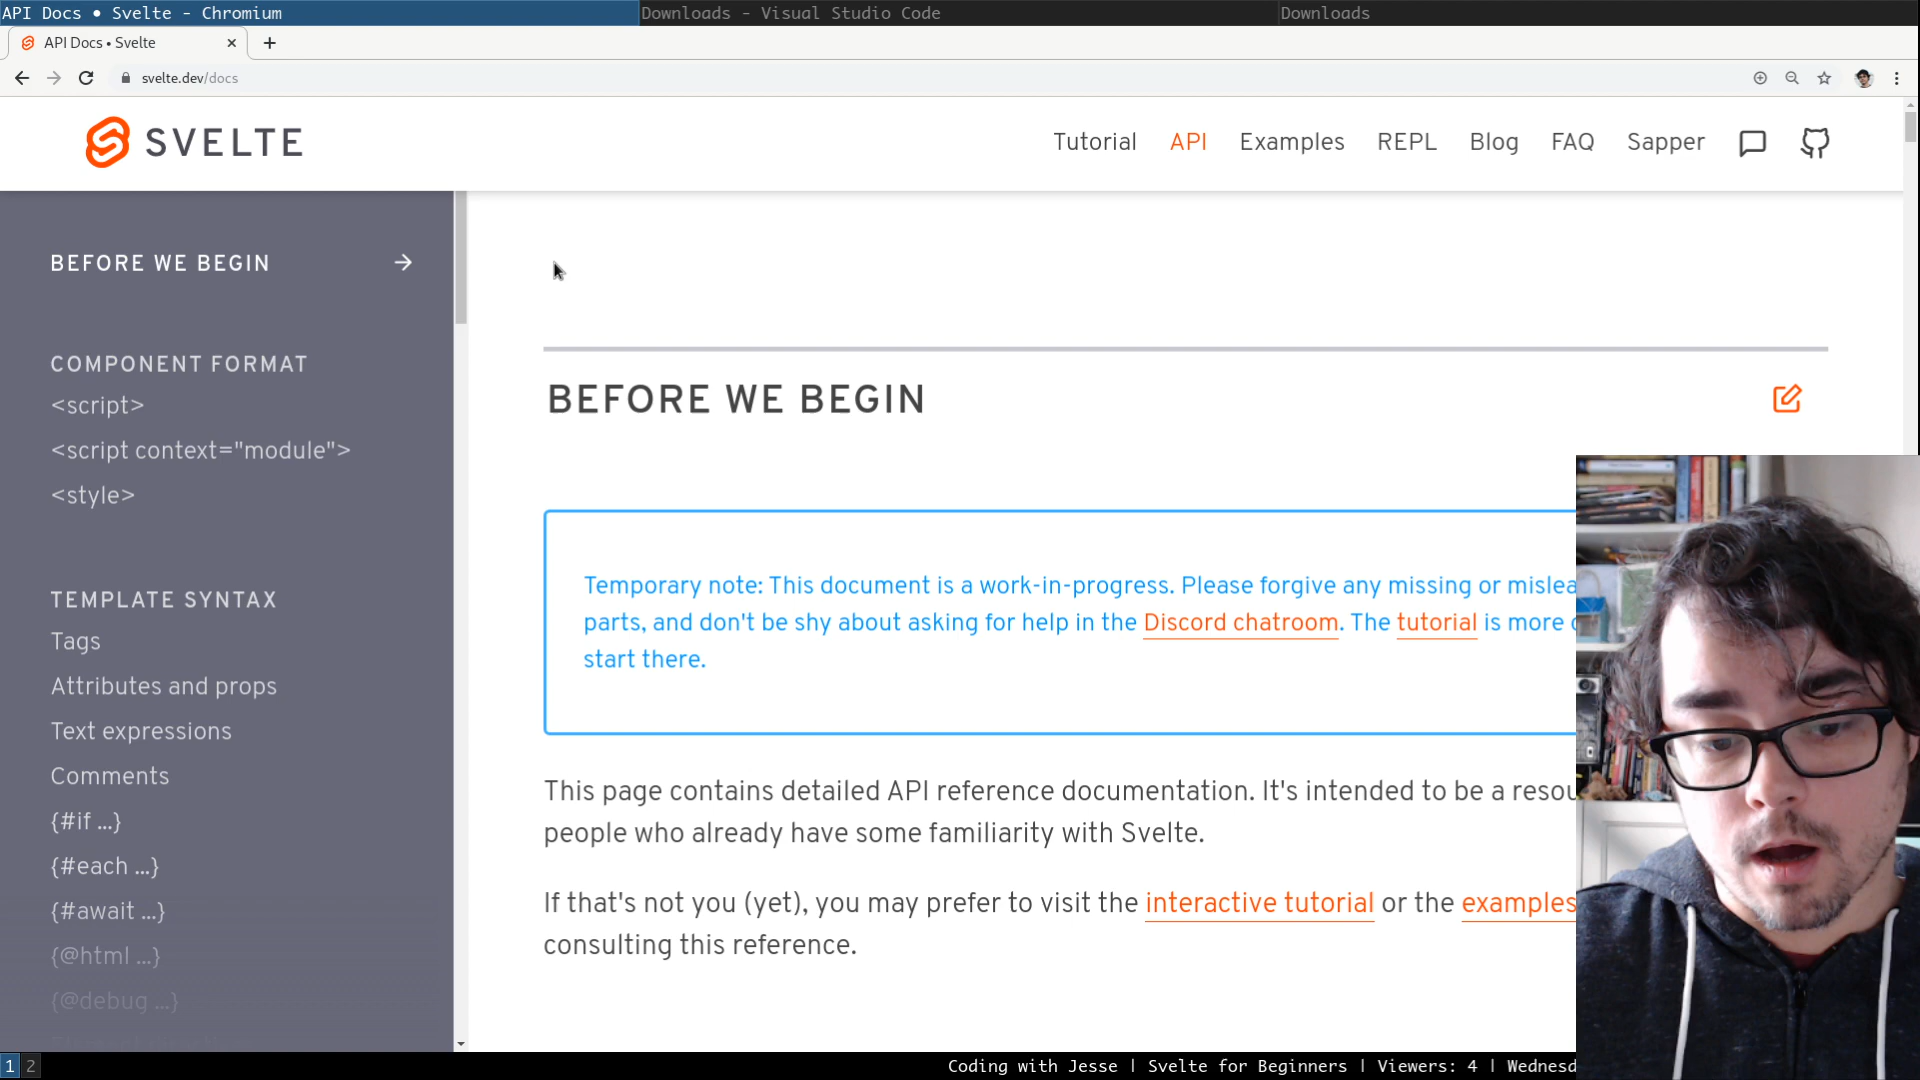 API Docs • Svelte - Chromium
Downloads - Visual Studio Code
Downloads
API Docs • Svelte
svelte.dev/docs
SVELTE
Tutorial API Examples REPL Blog FAQ Sapper
BEFORE WE BEGIN
COMPONENT FORMAT
<script>
<script context="module">
<style>
TEMPLATE SYNTAX
Tags
Attributes and props
Text expressions
Comments
{#if ...}
{#each ...}
{#await ...}
{@html ...}
{@debug ...}
BEFORE WE BEGIN
Temporary note: This document is a work-in-progress. Please forgive any missing or
parts, and don't be shy about asking for help in the Discord chatroom. The tutorial is more
start there.
This page contains detailed API reference documentation. It's intended to be a
people who already have some familiarity with Svelte.
If that's not you (yet), you may prefer to visit the interactive tutorial or the examples
consulting this reference.
1 2
Coding with Jesse | Svelte for Beginners | Viewers: 4 |